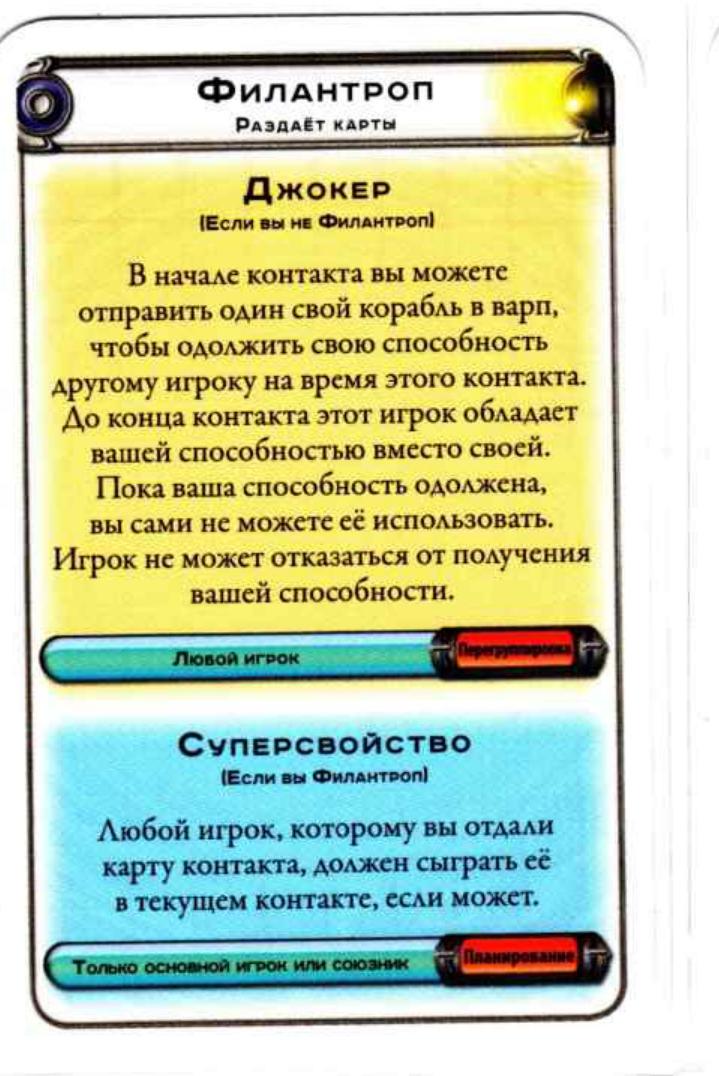 Филантроп
Раздаёт карты
Джокер
(Если вы не Филантроп)
В начале контакта вы можете
отправить один свой корабль в варп,
чтобы одолжить свою способность
другому игроку на время этого контакта.
До конца контакта этот игрок обладает
вашей способностью вместо своей.
Пока ваша способность одолжена,
вы сами не можете её использовать.
Игрок не может отказаться от получения
вашей способности.
Любой игрок
Перегруппировка
Суперсвойство
(Если вы Филантроп)
Любой игрок, которому вы отдали
карту контакта, должен сыграть её
в текущем контакте, если может.
Только основной игрок или союзник
Планирование